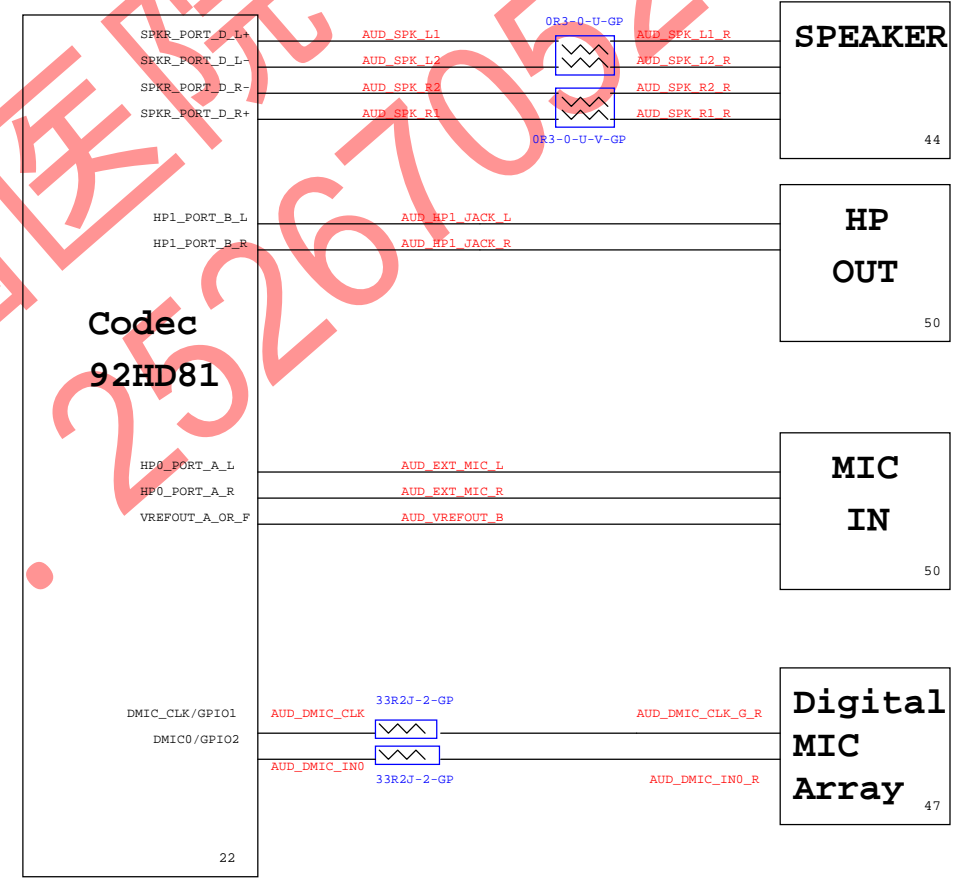 SPKR_PORT_D_L+ AUD_SPK_L1 0R3-0-U-GP AUD_SPK_L1_R SPEAKER
SPKR_PORT_D_L- AUD_SPK_L2 AUD_SPK_L2_R
SPKR_PORT_D_R- AUD_SPK_R2 AUD_SPK_R2_R
SPKR_PORT_D_R+ AUD_SPK_R1 AUD_SPK_R1_R
0R3-0-U-V-GP 44
HP1_PORT_B_L AUD_HP1_JACK_L HP
HP1_PORT_B_R AUD_HP1_JACK_R OUT
50
Codec
92HD81
HP0_PORT_A_L AUD_EXT_MIC_L MIC
HP0_PORT_A_R AUD_EXT_MIC_R
VREFOUT_A_OR_F AUD_VREFOUT_B IN
50
33R2J-2-GP
DMIC_CLK/GPIO1 AUD_DMIC_CLK AUD_DMIC_CLK_G_R Digital
DMIC0/GPIO2 MIC
AUD_DMIC_IN0 33R2J-2-GP AUD_DMIC_IN0_R Array
47
22
医院
2526705